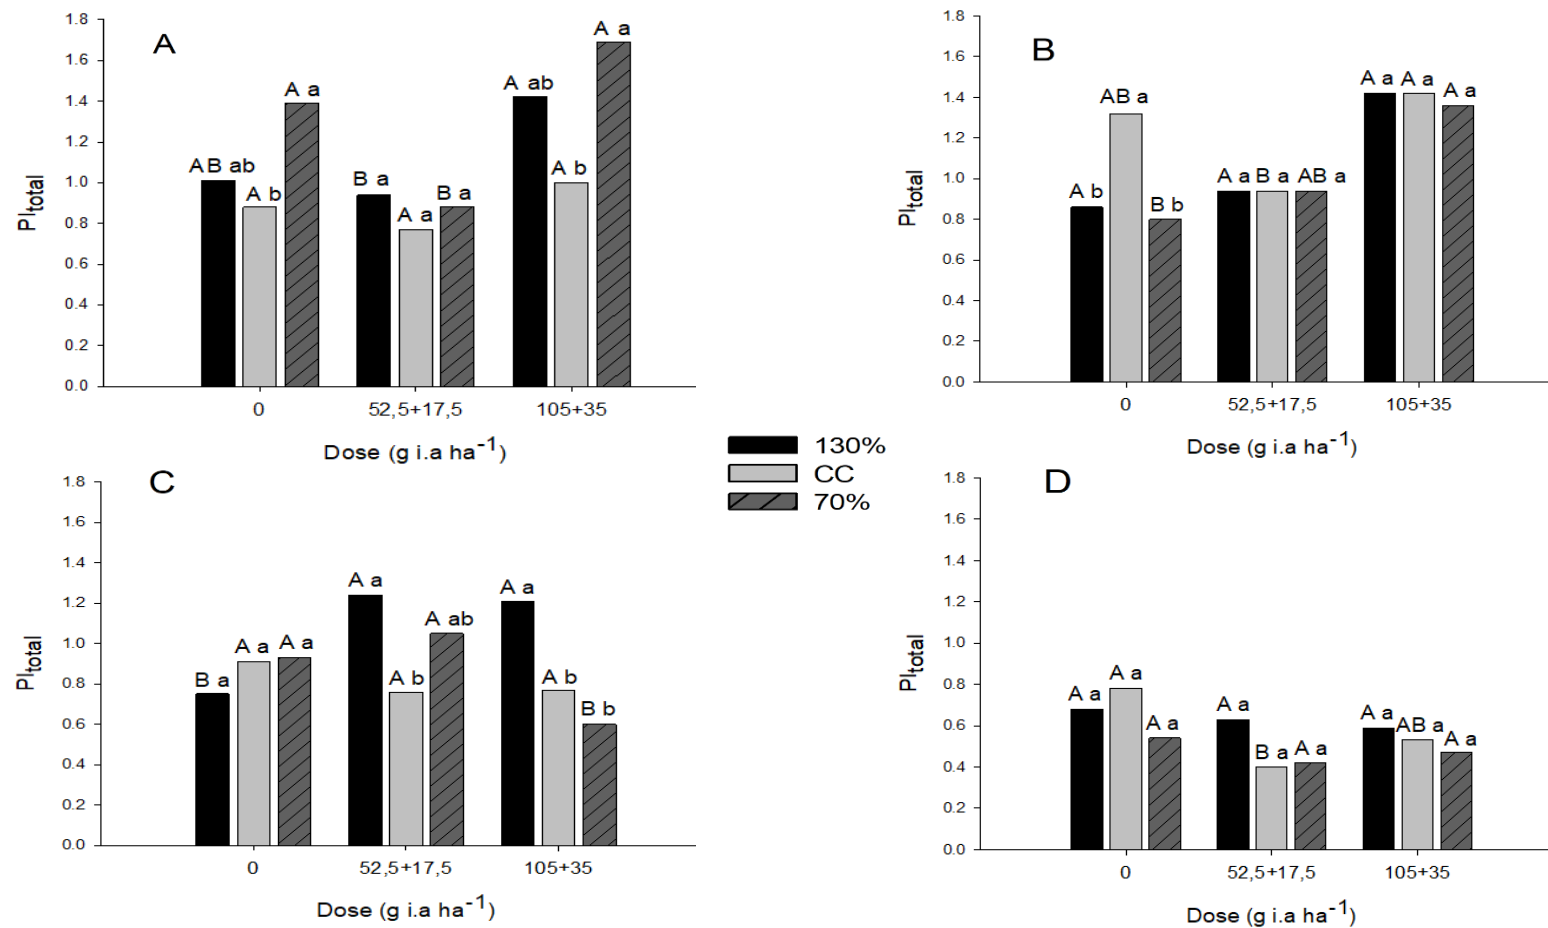 A
1.8
1.6
1.4
1.2
1.0
0.8
0.6
0.4
0.2
0.0
PItotal
AB ab
A b
A a
B a
A a
B a
A ab
A b
A a
0
52,5+17,5
105+35
Dose (g i.a ha-1)
B
1.8
1.6
1.4
1.2
1.0
0.8
0.6
0.4
0.2
0.0
PItotal
A b
AB a
B b
A a
B a
AB a
A a
A a
A a
0
52,5+17,5
105+35
Dose (g i.a ha-1)
130%
CC
70%
C
1.8
1.6
1.4
1.2
1.0
0.8
0.6
0.4
0.2
0.0
PItotal
B a
A a
A a
A a
A b
A ab
A a
A b
B b
0
52,5+17,5
105+35
Dose (g i.a ha-1)
D
1.8
1.6
1.4
1.2
1.0
0.8
0.6
0.4
0.2
0.0
PItotal
A a
A a
A a
A a
B a
A a
A a
AB a
A a
0
52,5+17,5
105+35
Dose (g i.a ha-1)